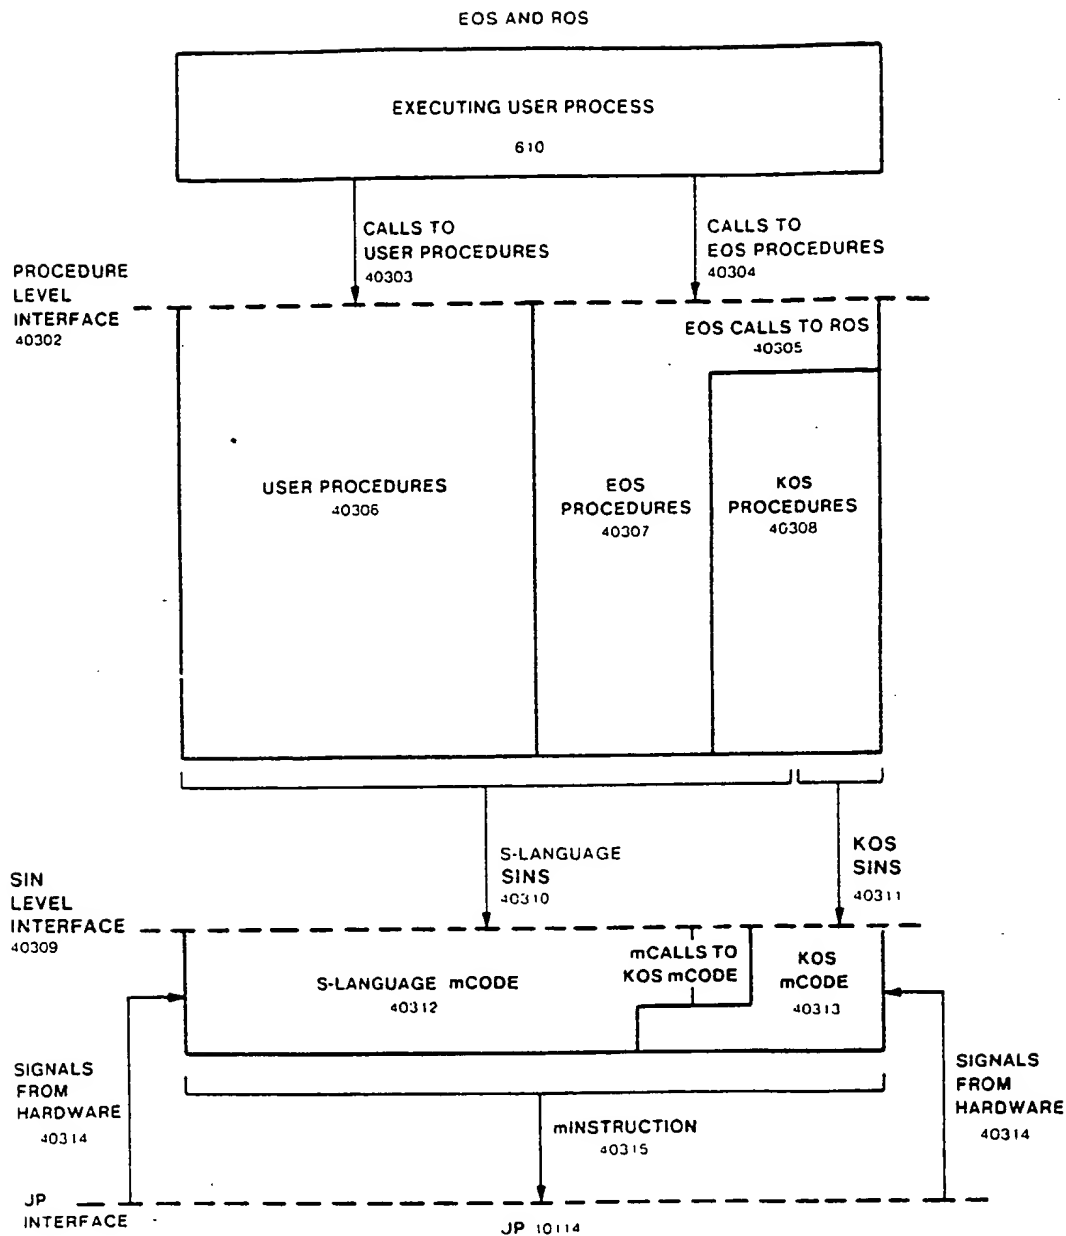 EOS AND ROS
EXECUTING USER PROCESS
610
CALLS TO
USER PROCEDURES
40303
CALLS TO
EOS PROCEDURES
40304
PROCEDURE
LEVEL
INTERFACE
40302
EOS CALLS TO ROS
40305
USER PROCEDURES
40306
EOS
PROCEDURES
40307
KOS
PROCEDURES
40308
S-LANGUAGE
SINS
40310
KOS
SINS
40311
SIN
LEVEL
INTERFACE
40309
S-LANGUAGE mCODE
40312
mCALLS TO
KOS mCODE
KOS
mCODE
40313
SIGNALS
FROM
HARDWARE
40314
SIGNALS
FROM
HARDWARE
40314
mINSTRUCTION
40315
JP
INTERFACE
JP 10114